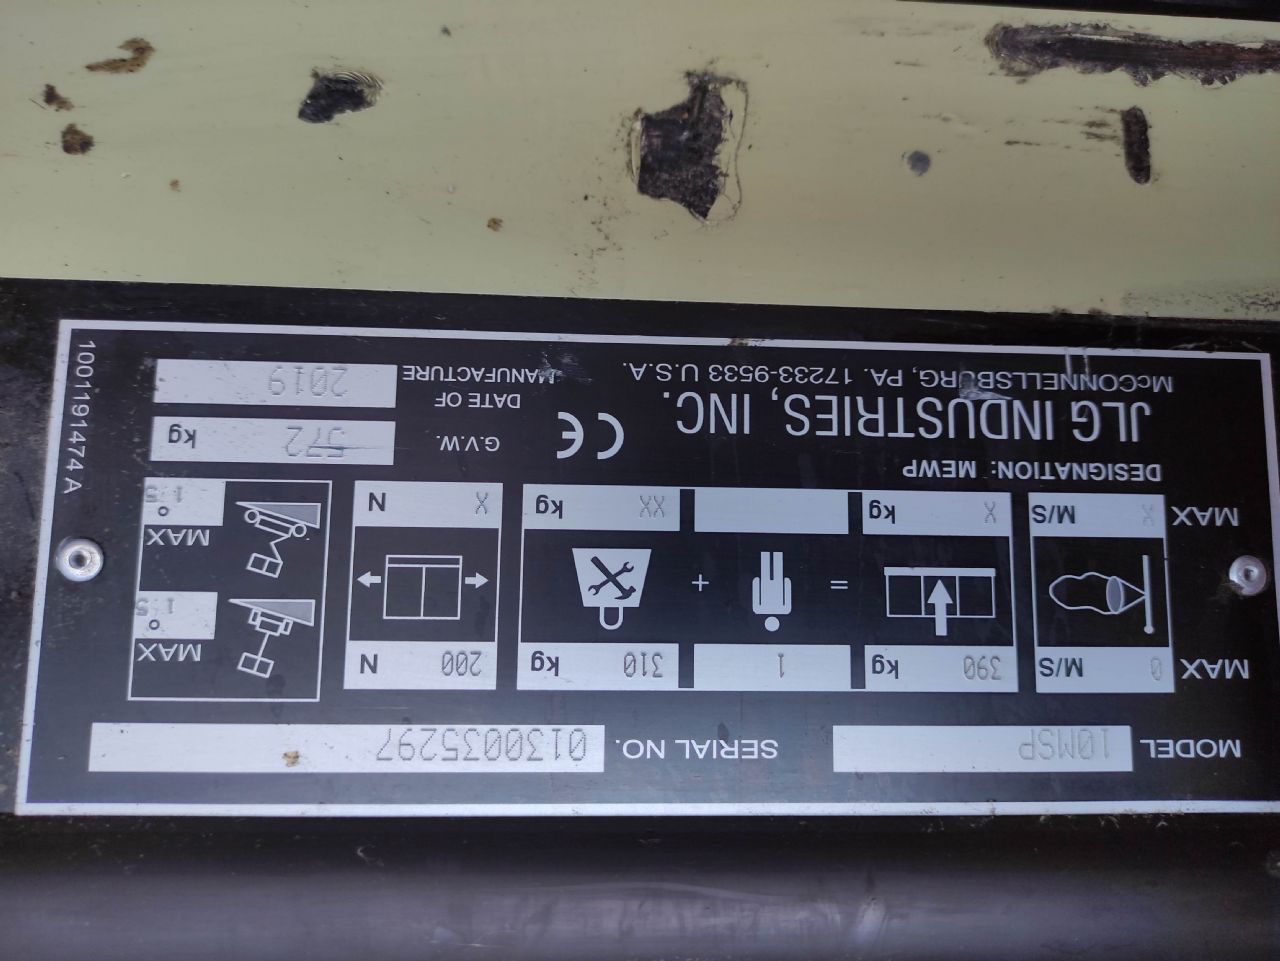 MODEL 10MSP SERIAL NO. 0130035297
MAX 0 M/S 390 kg = 1 + 310 kg 200 N MAX 1.5°
MAX X M/S X kg XX kg X N MAX 1.5°
DESIGNATION: MEWP
JLG INDUSTRIES, INC.
McCONNELLSBURG, PA. 17233-9533 U.S.A.
CE
G.V.W. 572 kg
DATE OF
MANUFACTURE 2019
1001191474 A